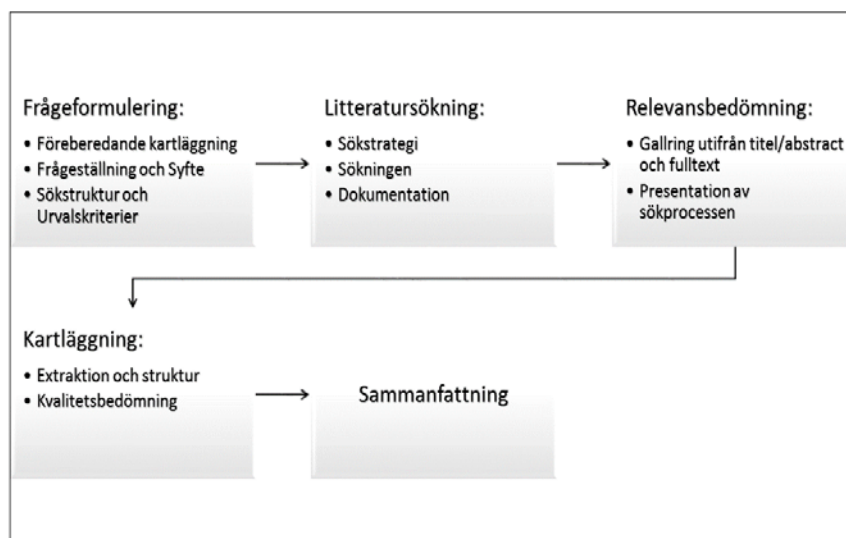 Frågeformulering:
• Föreberedande kartläggning
• Frågeställning och Syfte
• Sökstruktur och
Urvalskriterier
Litteratursökning:
• Sökstrategi
• Sökningen
• Dokumentation
Relevansbedömning:
• Gallring utifrån titel/abstract
och fulltext
• Presentation av
sökprocessen
Kartläggning:
• Extraktion och struktur
• Kvalitetsbedömning
Sammanfattning